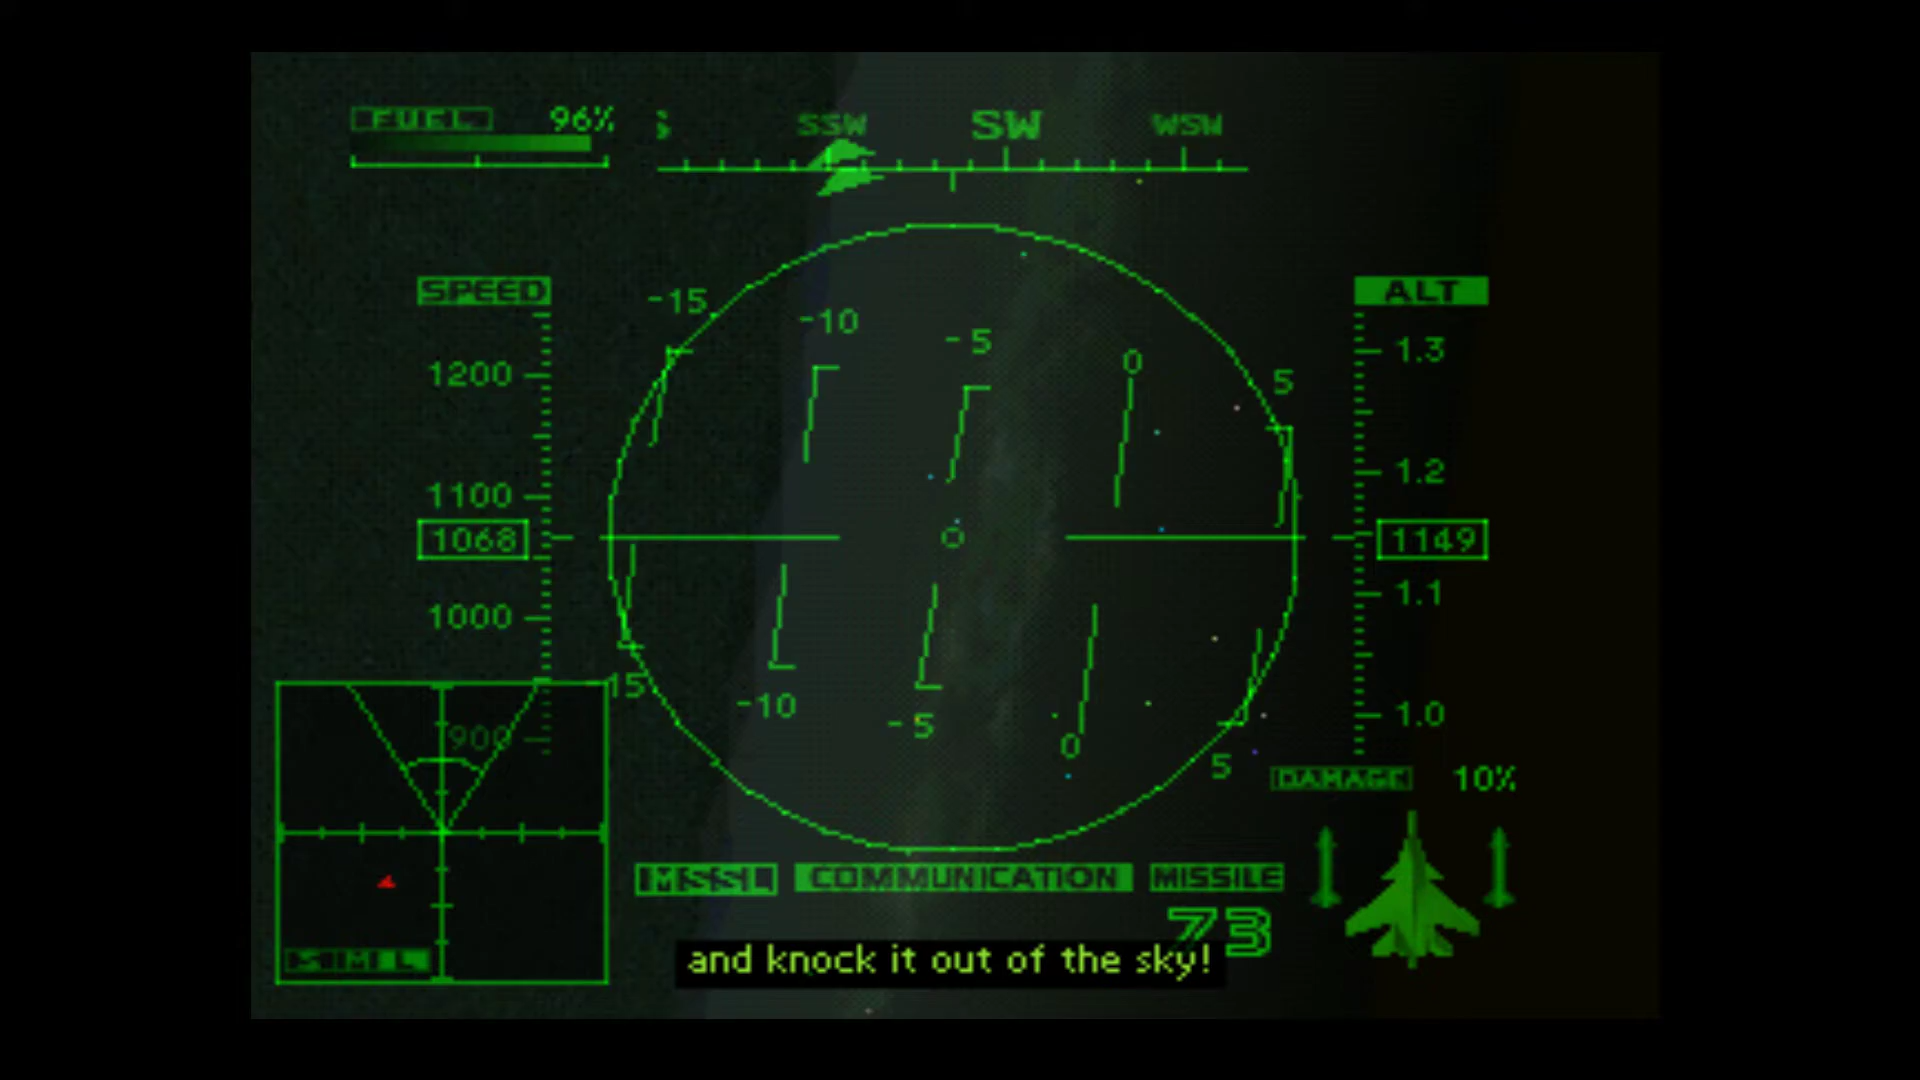 FUEL 96%
S SSW SW WSW
SPEED
ALT
-15 -10 -5 0 5
1200
1100
1068
1000
900
1.3
1.2
1149
1.1
1.0
-15 -10 -5 0 5
DAMAGE 10%
COMMUNICATION MISSILE
73
and knock it out of the sky!